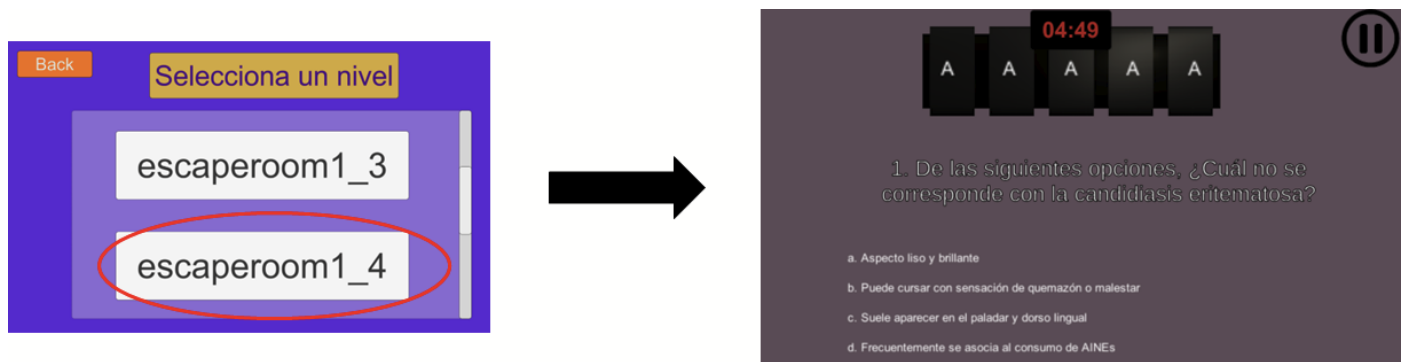 Back
Selecciona un nivel
escaperoom1_3
escaperoom1_4
04:49
A A A A A
1. De las siguientes opciones, ¿Cuál no se
corresponde con la candidiasis eritematosa?
a. Aspecto liso y brillante
b. Puede cursar con sensación de quemazón o malestar
c. Suele aparecer en el paladar y dorso lingual
d. Frecuentemente se asocia al consumo de AINEs